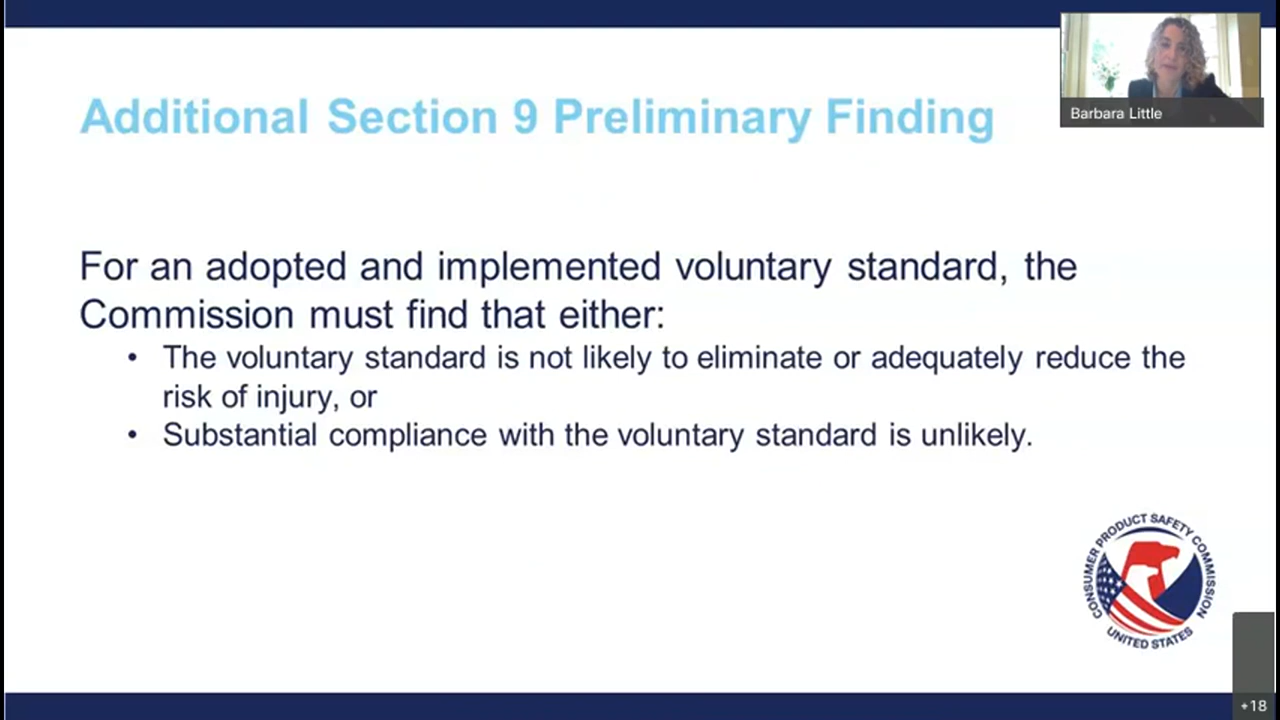 Additional Section 9 Preliminary Finding
Barbara Little
For an adopted and implemented voluntary standard, the
Commission must find that either:
• The voluntary standard is not likely to eliminate or adequately reduce the
risk of injury, or
• Substantial compliance with the voluntary standard is unlikely.
CONSUMER PRODUCT SAFETY COMMISSION
UNITED STATES
+18